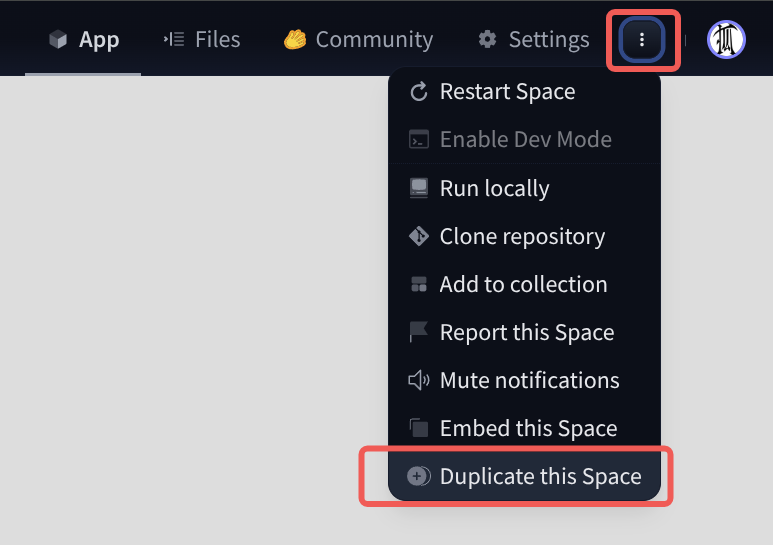 App
Files
Community
Settings
Restart Space
Enable Dev Mode
Run locally
Clone repository
Add to collection
Report this Space
Mute notifications
Embed this Space
Duplicate this Space